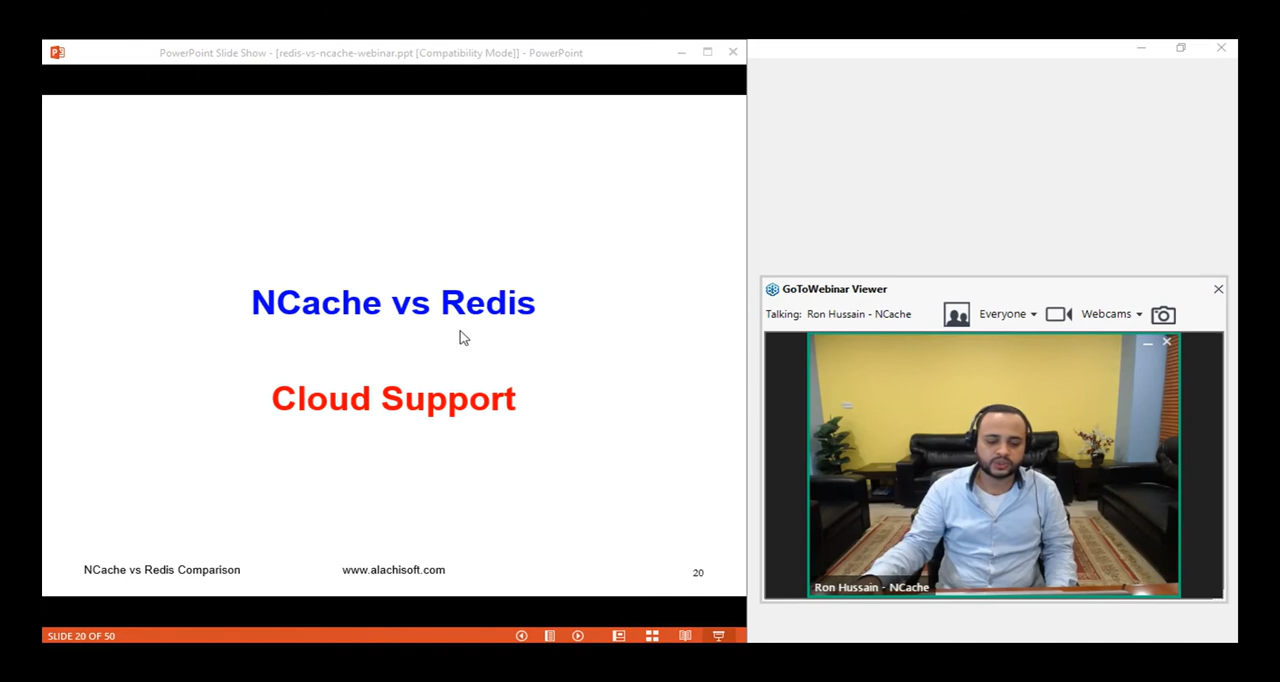 PowerPoint Slide Show - [redis-vs-ncache-webinar.ppt [Compatibility Mode]] - PowerPoint
NCache vs Redis
Cloud Support
NCache vs Redis Comparison
www.alachisoft.com
20
SLIDE 20 OF 50
GoToWebinar Viewer
Talking: Ron Hussain - NCache
Everyone
Webcams
Ron Hussain - NCache